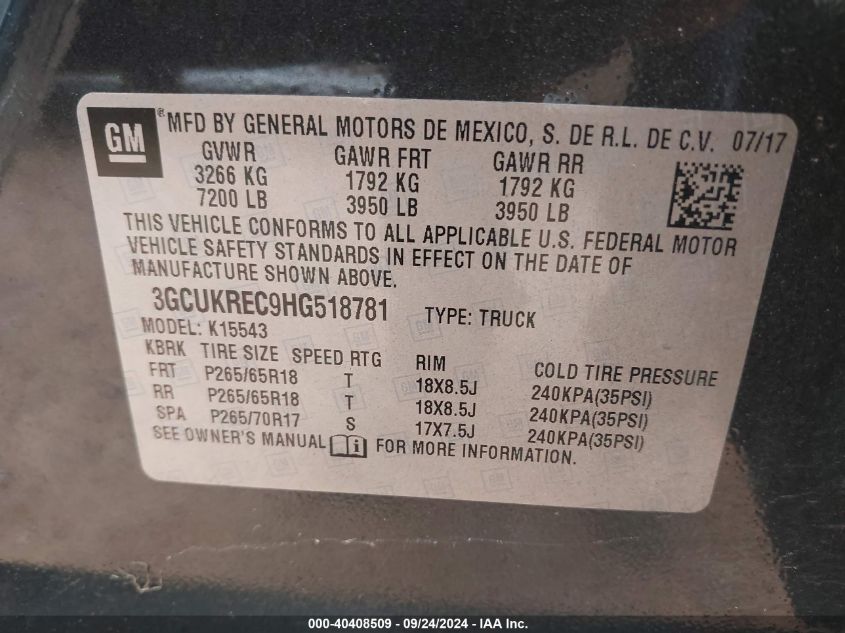 GM
® MFD BY GENERAL MOTORS DE MEXICO, S. DE R.L. DE C.V. 07/17
GVWR GAWR FRT GAWR RR
3266 KG 1792 KG 1792 KG
7200 LB 3950 LB 3950 LB
THIS VEHICLE CONFORMS TO ALL APPLICABLE U.S. FEDERAL MOTOR
VEHICLE SAFETY STANDARDS IN EFFECT ON THE DATE OF
MANUFACTURE SHOWN ABOVE.
3GCUKREC9HG518781 TYPE: TRUCK
MODEL: K15543
KBRK TIRE SIZE SPEED RTG RIM COLD TIRE PRESSURE
FRT P265/65R18 T 18X8.5J 240KPA(35PSI)
RR P265/65R18 T 18X8.5J 240KPA(35PSI)
SPA P265/70R17 S 17X7.5J 240KPA(35PSI)
SEE OWNER'S MANUAL i FOR MORE INFORMATION.
000-40408509 - 09/24/2024 - IAA Inc.